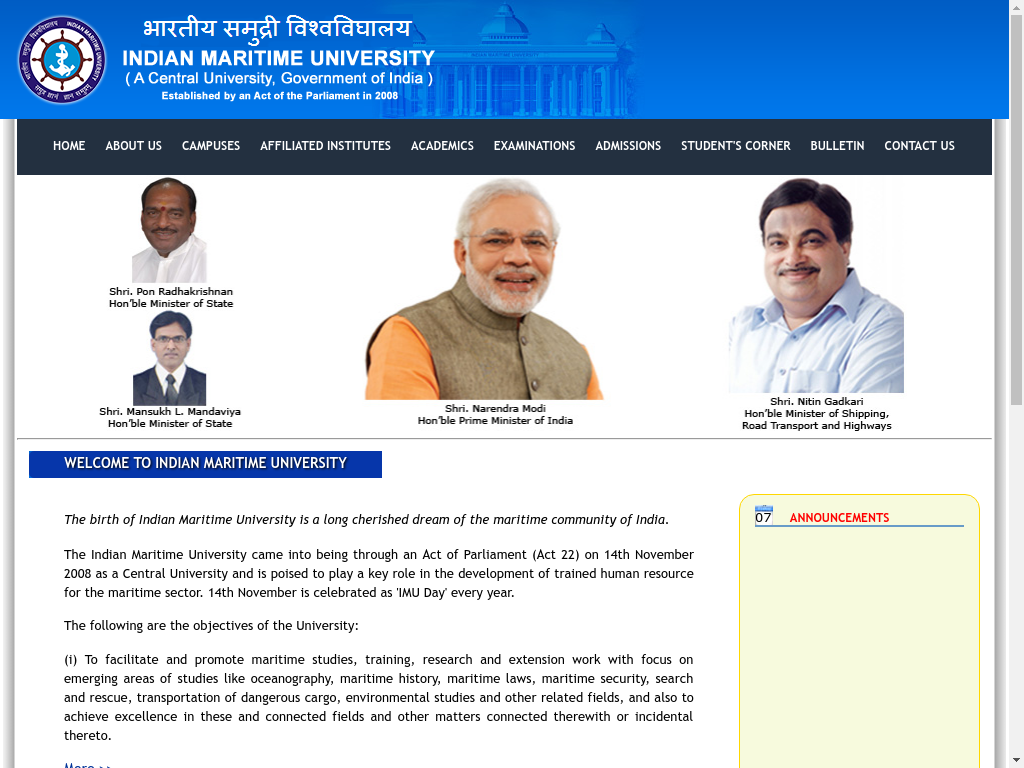 भारतीय समुद्री विश्वविद्यालय
INDIAN MARITIME UNIVERSITY
( A Central University, Government of India )
Established by an Act of the Parliament in 2008
HOME ABOUT US CAMPUSES AFFILIATED INSTITUTES ACADEMICS EXAMINATIONS ADMISSIONS STUDENT'S CORNER BULLETIN CONTACT US
Shri. Pon Radhakrishnan
Hon'ble Minister of State
Shri. Mansukh L. Mandaviya
Hon'ble Minister of State
Shri. Narendra Modi
Hon'ble Prime Minister of India
Shri. Nitin Gadkari
Hon'ble Minister of Shipping,
Road Transport and Highways
WELCOME TO INDIAN MARITIME UNIVERSITY
The birth of Indian Maritime University is a long cherished dream of the maritime community of India.
The Indian Maritime University came into being through an Act of Parliament (Act 22) on 14th November
2008 as a Central University and is poised to play a key role in the development of trained human resource
for the maritime sector. 14th November is celebrated as 'IMU Day' every year.
The following are the objectives of the University:
(i) To facilitate and promote maritime studies, training, research and extension work with focus on
emerging areas of studies like oceanography, maritime history, maritime laws, maritime security, search
and rescue, transportation of dangerous cargo, environmental studies and other related fields, and also to
achieve excellence in these and connected fields and other matters connected therewith or incidental
thereto.
More >>
07 ANNOUNCEMENTS